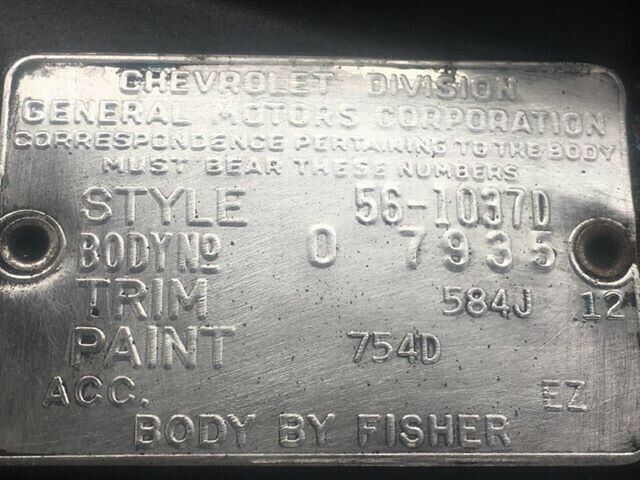 CHEVROLET DIVISION
GENERAL MOTORS CORPORATION
CORRESPONDENCE PERTAINING TO THE BODY
MUST BEAR THESE NUMBERS
STYLE 56-1037D
BODY Nº 0 7935
TRIM 584J 12
PAINT 754D
ACC. EZ
BODY BY FISHER